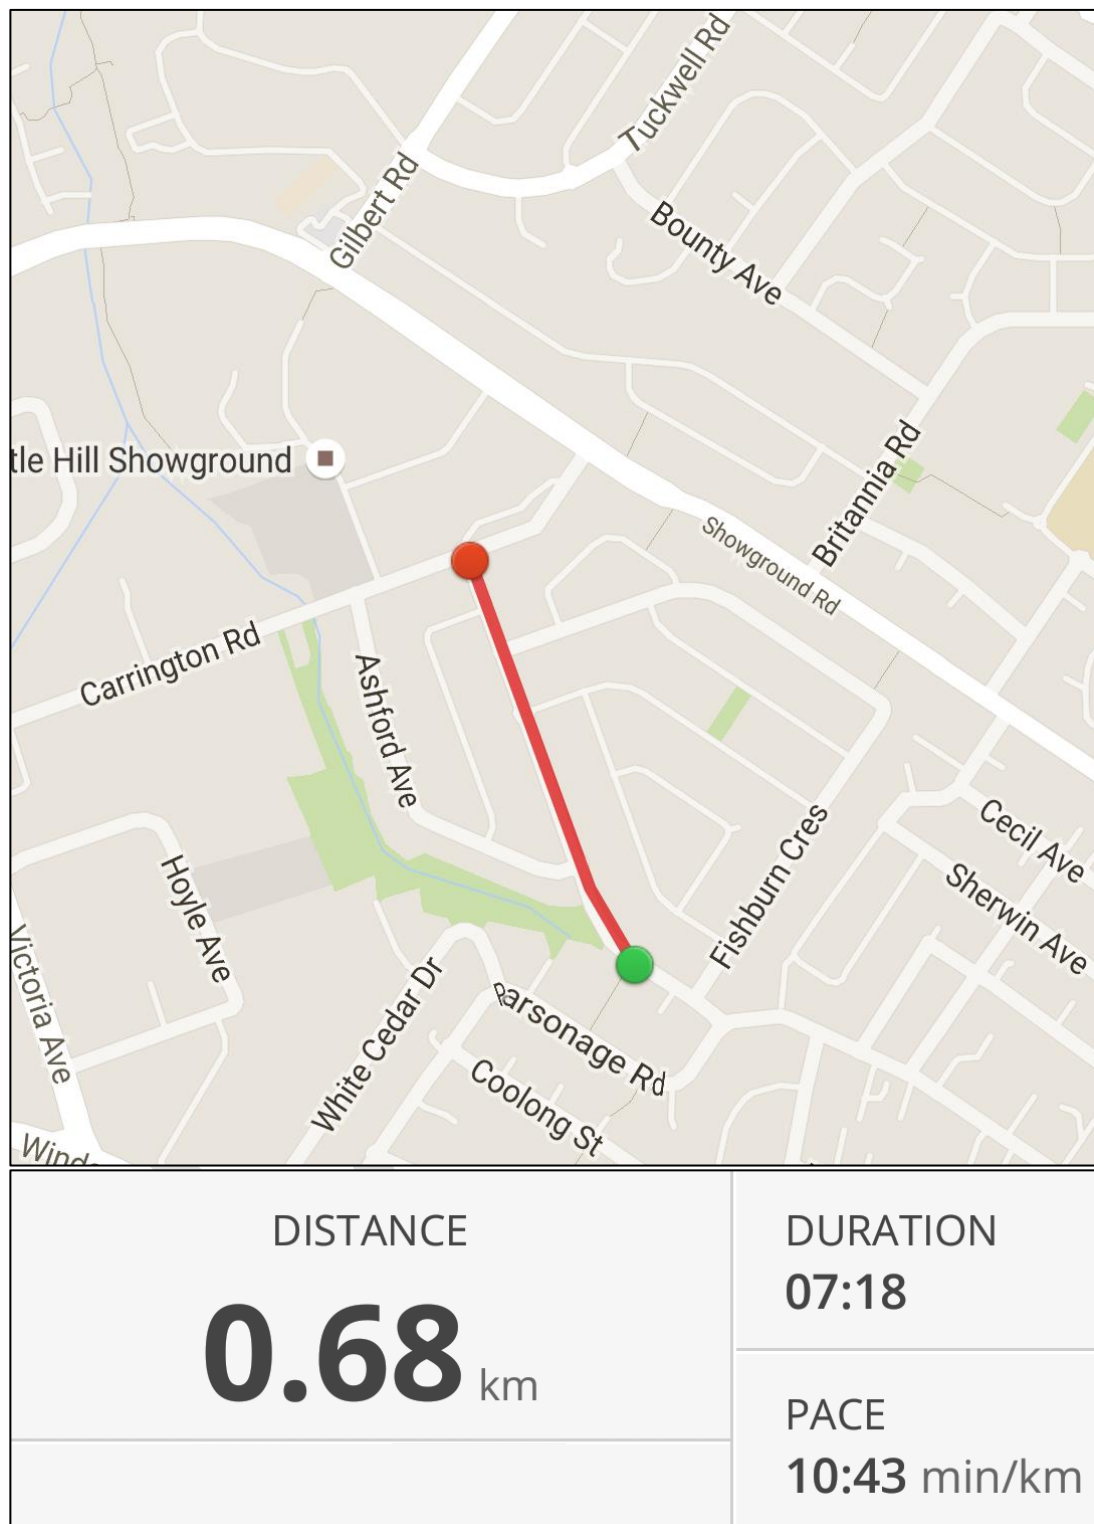 Tuckwell Rd
Gilbert Rd
Bounty Ave
tle Hill Showground
Britannia Rd
Showground Rd
Carrington Rd
Ashford Ave
Cecil Ave
Fishburn Cres
Hoyle Ave
Sherwin Ave
Victoria Ave
White Cedar Dr
Parsonage Rd
Coolong St
Wind
DISTANCE
0.68 km
DURATION
07:18
PACE
10:43 min/km